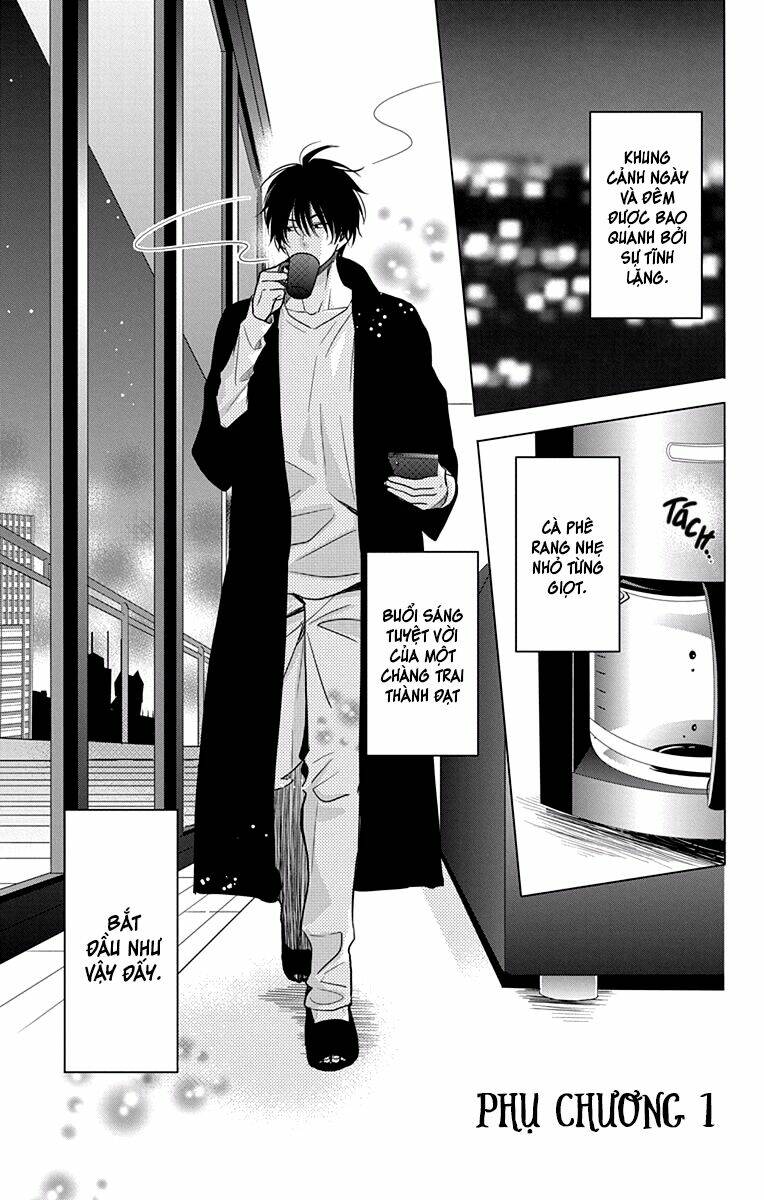 KHUNG
CẢNH NGÀY
VÀ ĐÊM
ĐƯỢC BAO
QUANH BỞI
SỰ TĨNH
LẶNG.
TÁCH...
CÀ PHÊ
RANG NHẸ
NHỎ TỪNG
GIỌT.
BUỔI SÁNG
TUYỆT VỜI
CỦA MỘT
CHÀNG TRAI
THÀNH ĐẠT
BẮT
ĐẦU NHƯ
VẬY ĐẤY.
PHỤ CHƯƠNG 1